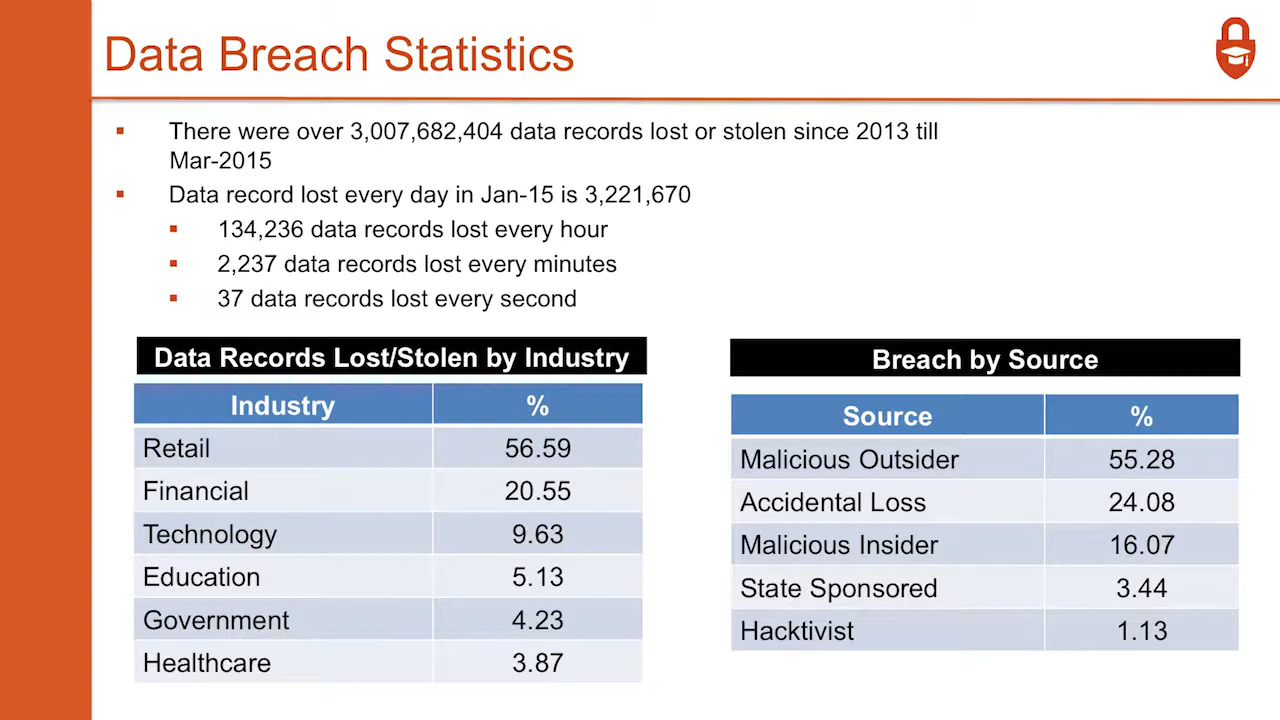 Data Breach Statistics
There were over 3,007,682,404 data records lost or stolen since 2013 till
Mar-2015
Data record lost every day in Jan-15 is 3,221,670
134,236 data records lost every hour
2,237 data records lost every minutes
37 data records lost every second
Data Records Lost/Stolen by Industry
Industry %
Retail 56.59
Financial 20.55
Technology 9.63
Education 5.13
Government 4.23
Healthcare 3.87
Breach by Source
Source %
Malicious Outsider 55.28
Accidental Loss 24.08
Malicious Insider 16.07
State Sponsored 3.44
Hacktivist 1.13